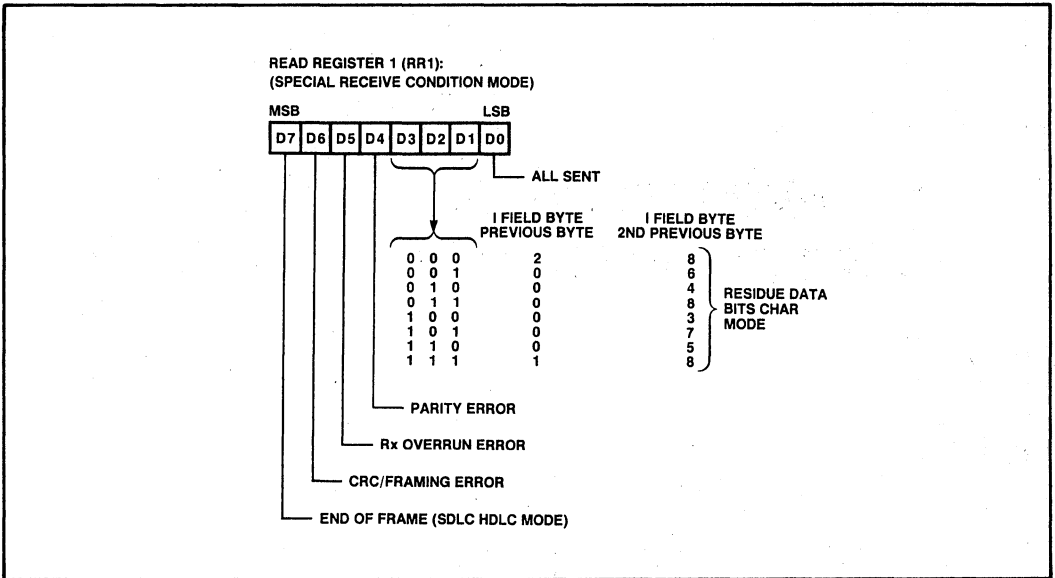 READ REGISTER 1 (RR1):
(SPECIAL RECEIVE CONDITION MODE)
MSB LSB
D7 D6 D5 D4 D3 D2 D1 D0
ALL SENT
I FIELD BYTE I FIELD BYTE
PREVIOUS BYTE 2ND PREVIOUS BYTE
0 0 0 2 8
0 0 1 0 6
0 1 0 0 4
0 1 1 0 8
1 0 0 0 3
1 0 1 0 7
1 1 0 0 5
1 1 1 1 8
RESIDUE DATA
BITS CHAR
MODE
PARITY ERROR
Rx OVERRUN ERROR
CRC/FRAMING ERROR
END OF FRAME (SDLC HDLC MODE)